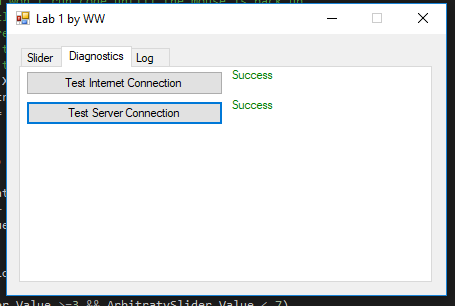 Lab 1 by WW
Slider
Diagnostics
Log
Test Internet Connection
Success
Test Server Connection
Success
>=3 && ArbitratySlider.Value < 7)